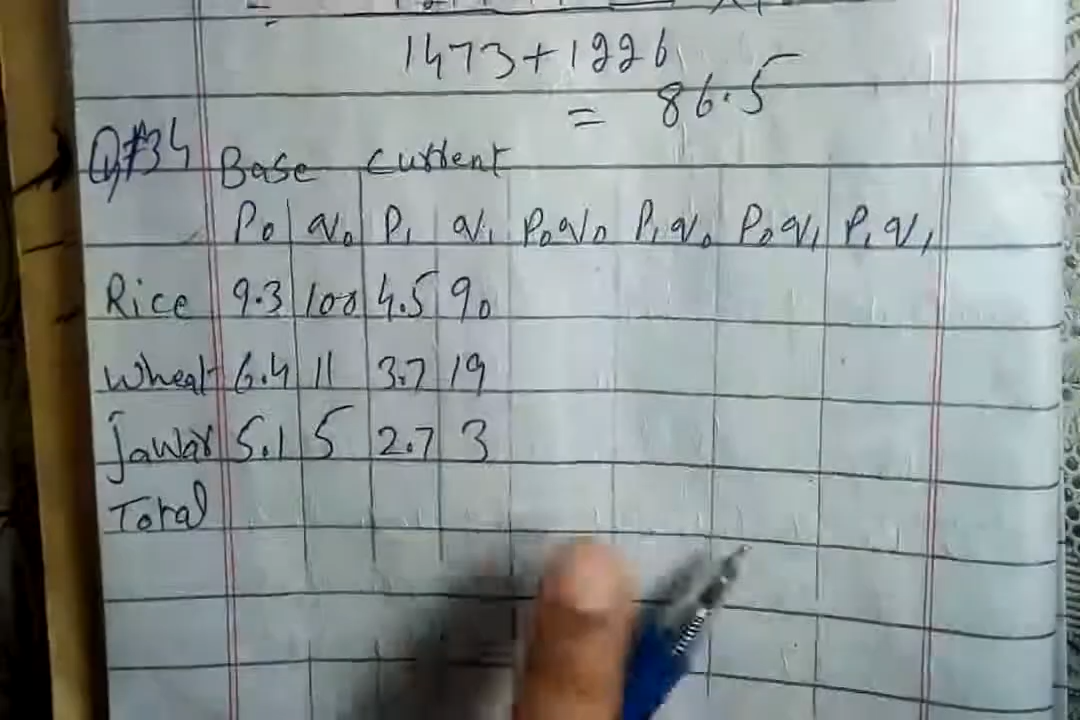 1473+1226
= 86.5
Q#34 Base Current
P₀ q₀ P₁ q₁ P₀q₀ P₁q₀ P₀q₁ P₁q₁
Rice 9.3 100 4.5 90
Wheat 6.4 11 3.7 19
Jawar 5.1 5 2.7 3
Total